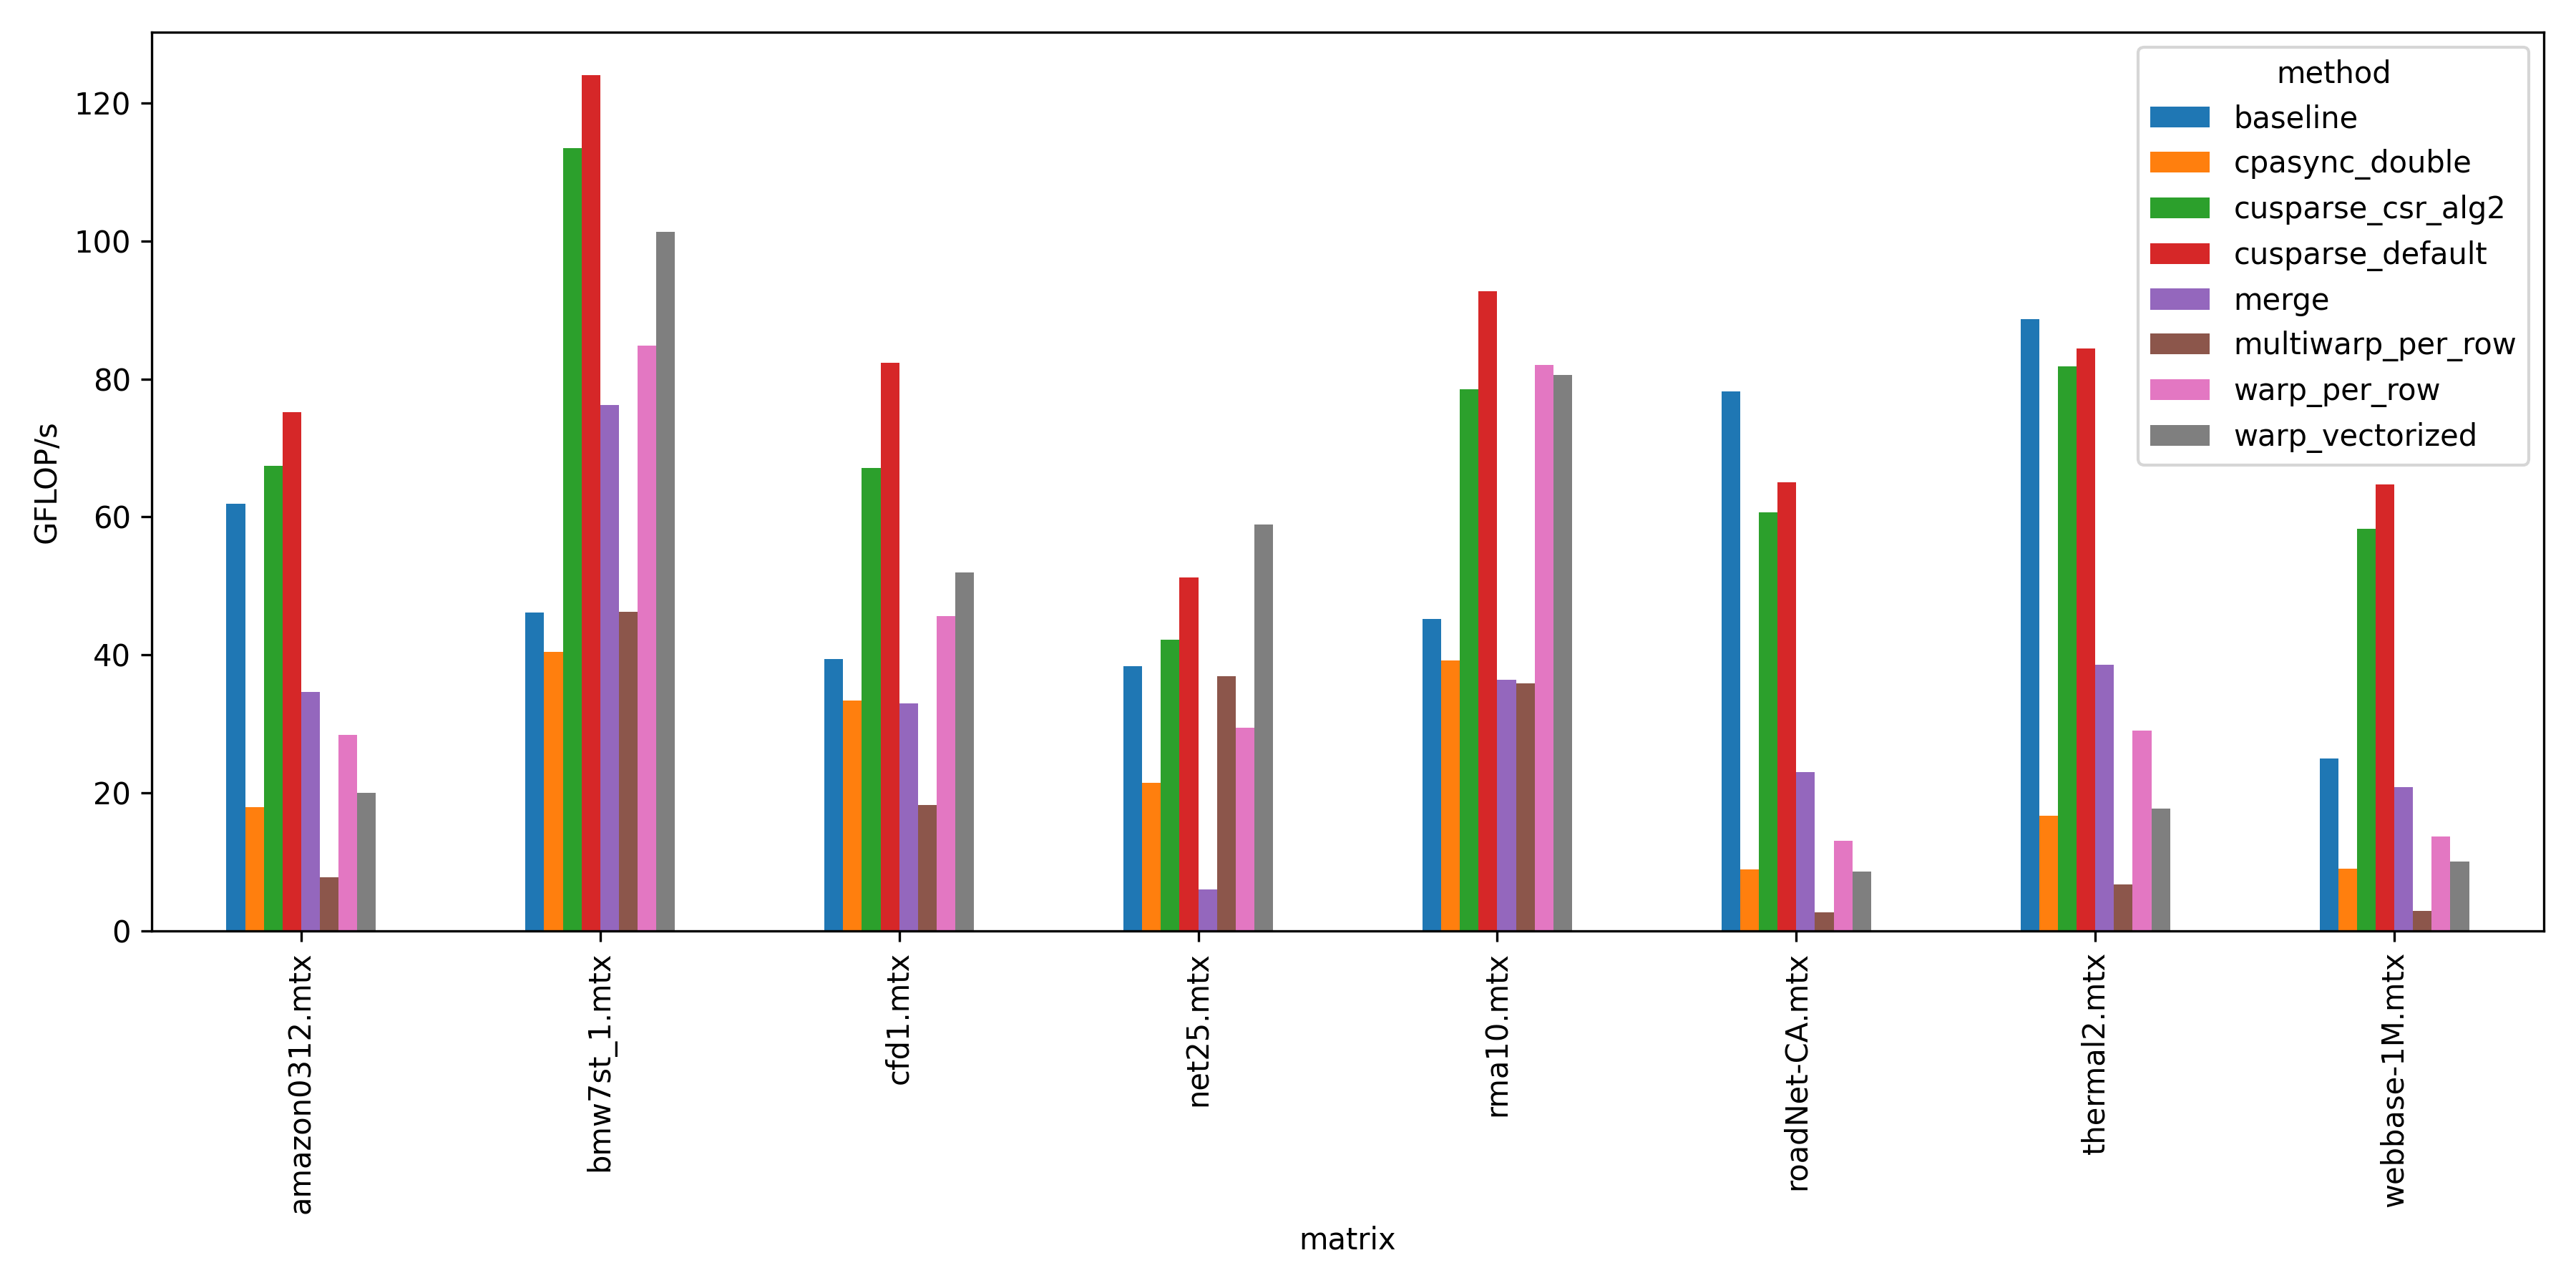 method
baseline
cpasync_double
cusparse_csr_alg2
cusparse_default
merge
multiwarp_per_row
warp_per_row
warp_vectorized
GFLOP/s
120
100
80
60
40
20
0
amazon0312.mtx
bmw7st_1.mtx
cfd1.mtx
net25.mtx
rma10.mtx
roadNet-CA.mtx
thermal2.mtx
webbase-1M.mtx
matrix